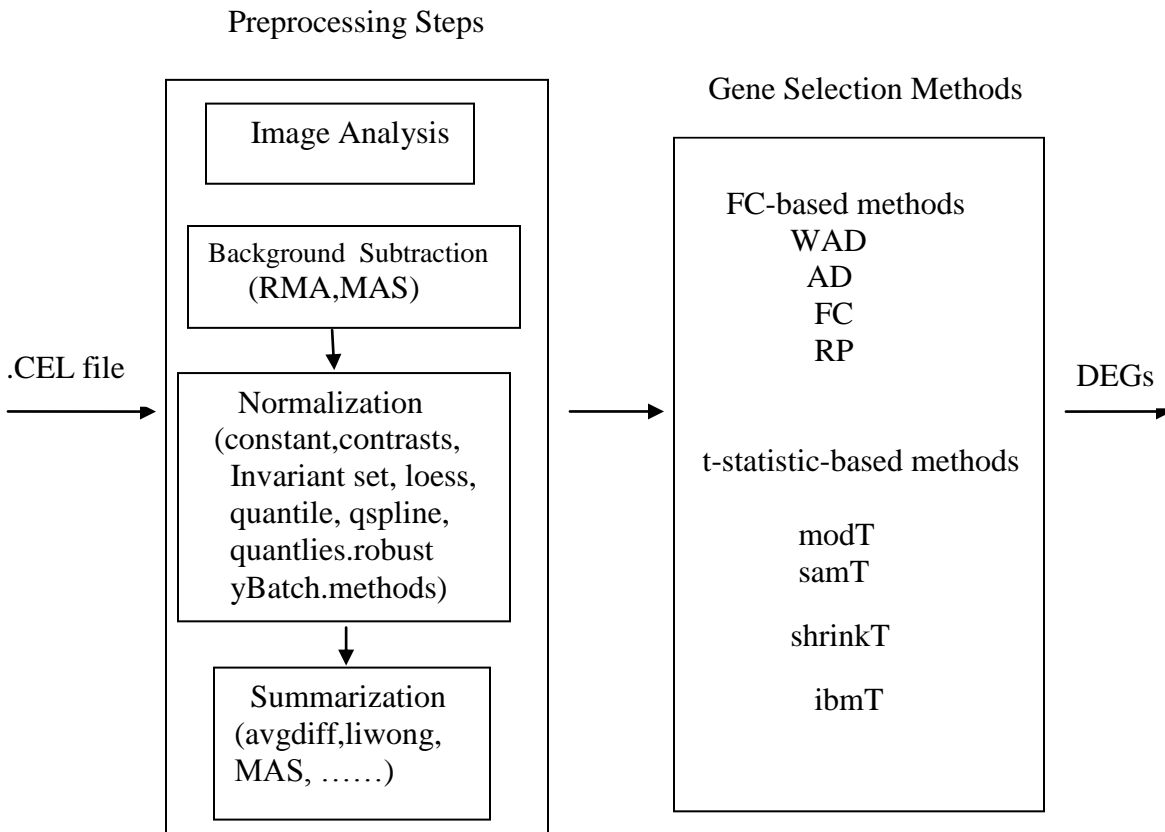 Preprocessing Steps
Image Analysis
Background Subtraction
(RMA,MAS)
.CEL file
Normalization
(constant,contrasts,
Invariant set, loess,
quantile, qspline,
quantlies.robust
yBatch.methods)
Summarization
(avgdiff,liwong,
MAS, ……)
Gene Selection Methods
FC-based methods
WAD
AD
FC
RP
t-statistic-based methods
modT
samT
shrinkT
ibmT
DEGs